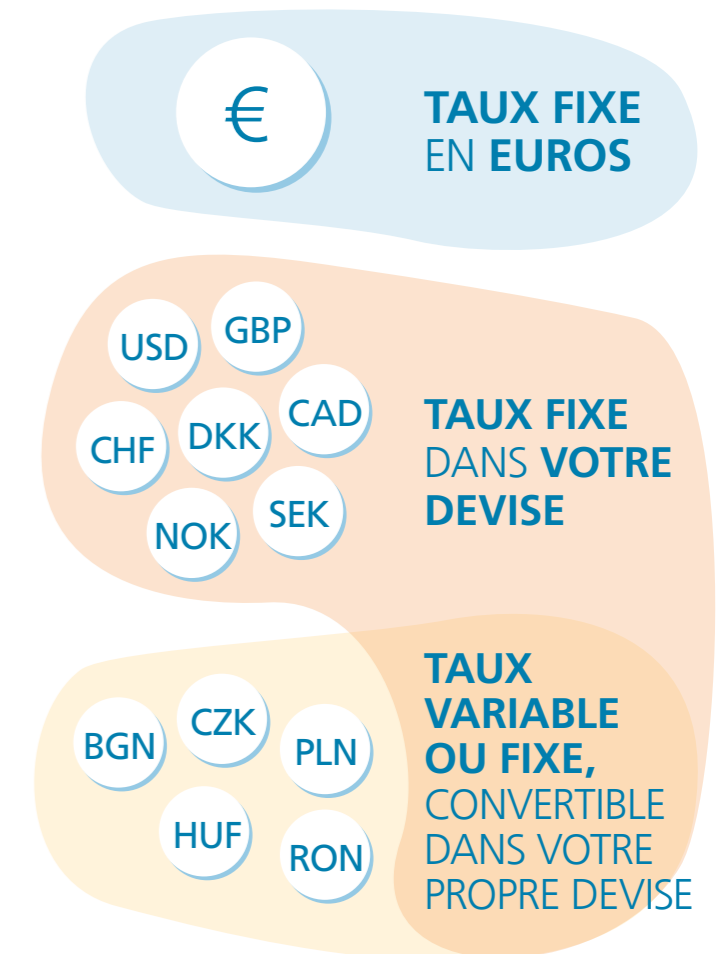 €
TAUX FIXE
EN EUROS
USD
GBP
CHF
DKK
CAD
NOK
SEK
TAUX FIXE
DANS VOTRE
DEVISE
BGN
CZK
PLN
HUF
RON
TAUX
VARIABLE
OU FIXE,
CONVERTIBLE
DANS VOTRE
PROPRE DEVISE